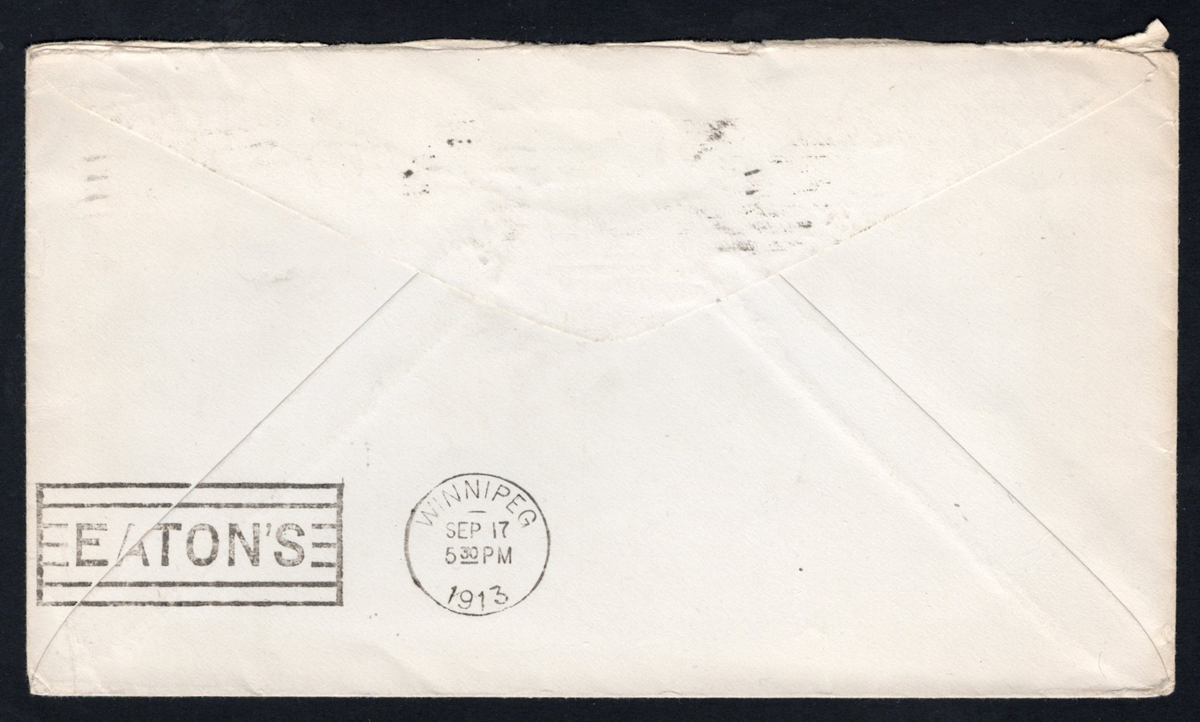 EATON'S
WINNIPEG
SEP 17
5 30 PM
1913